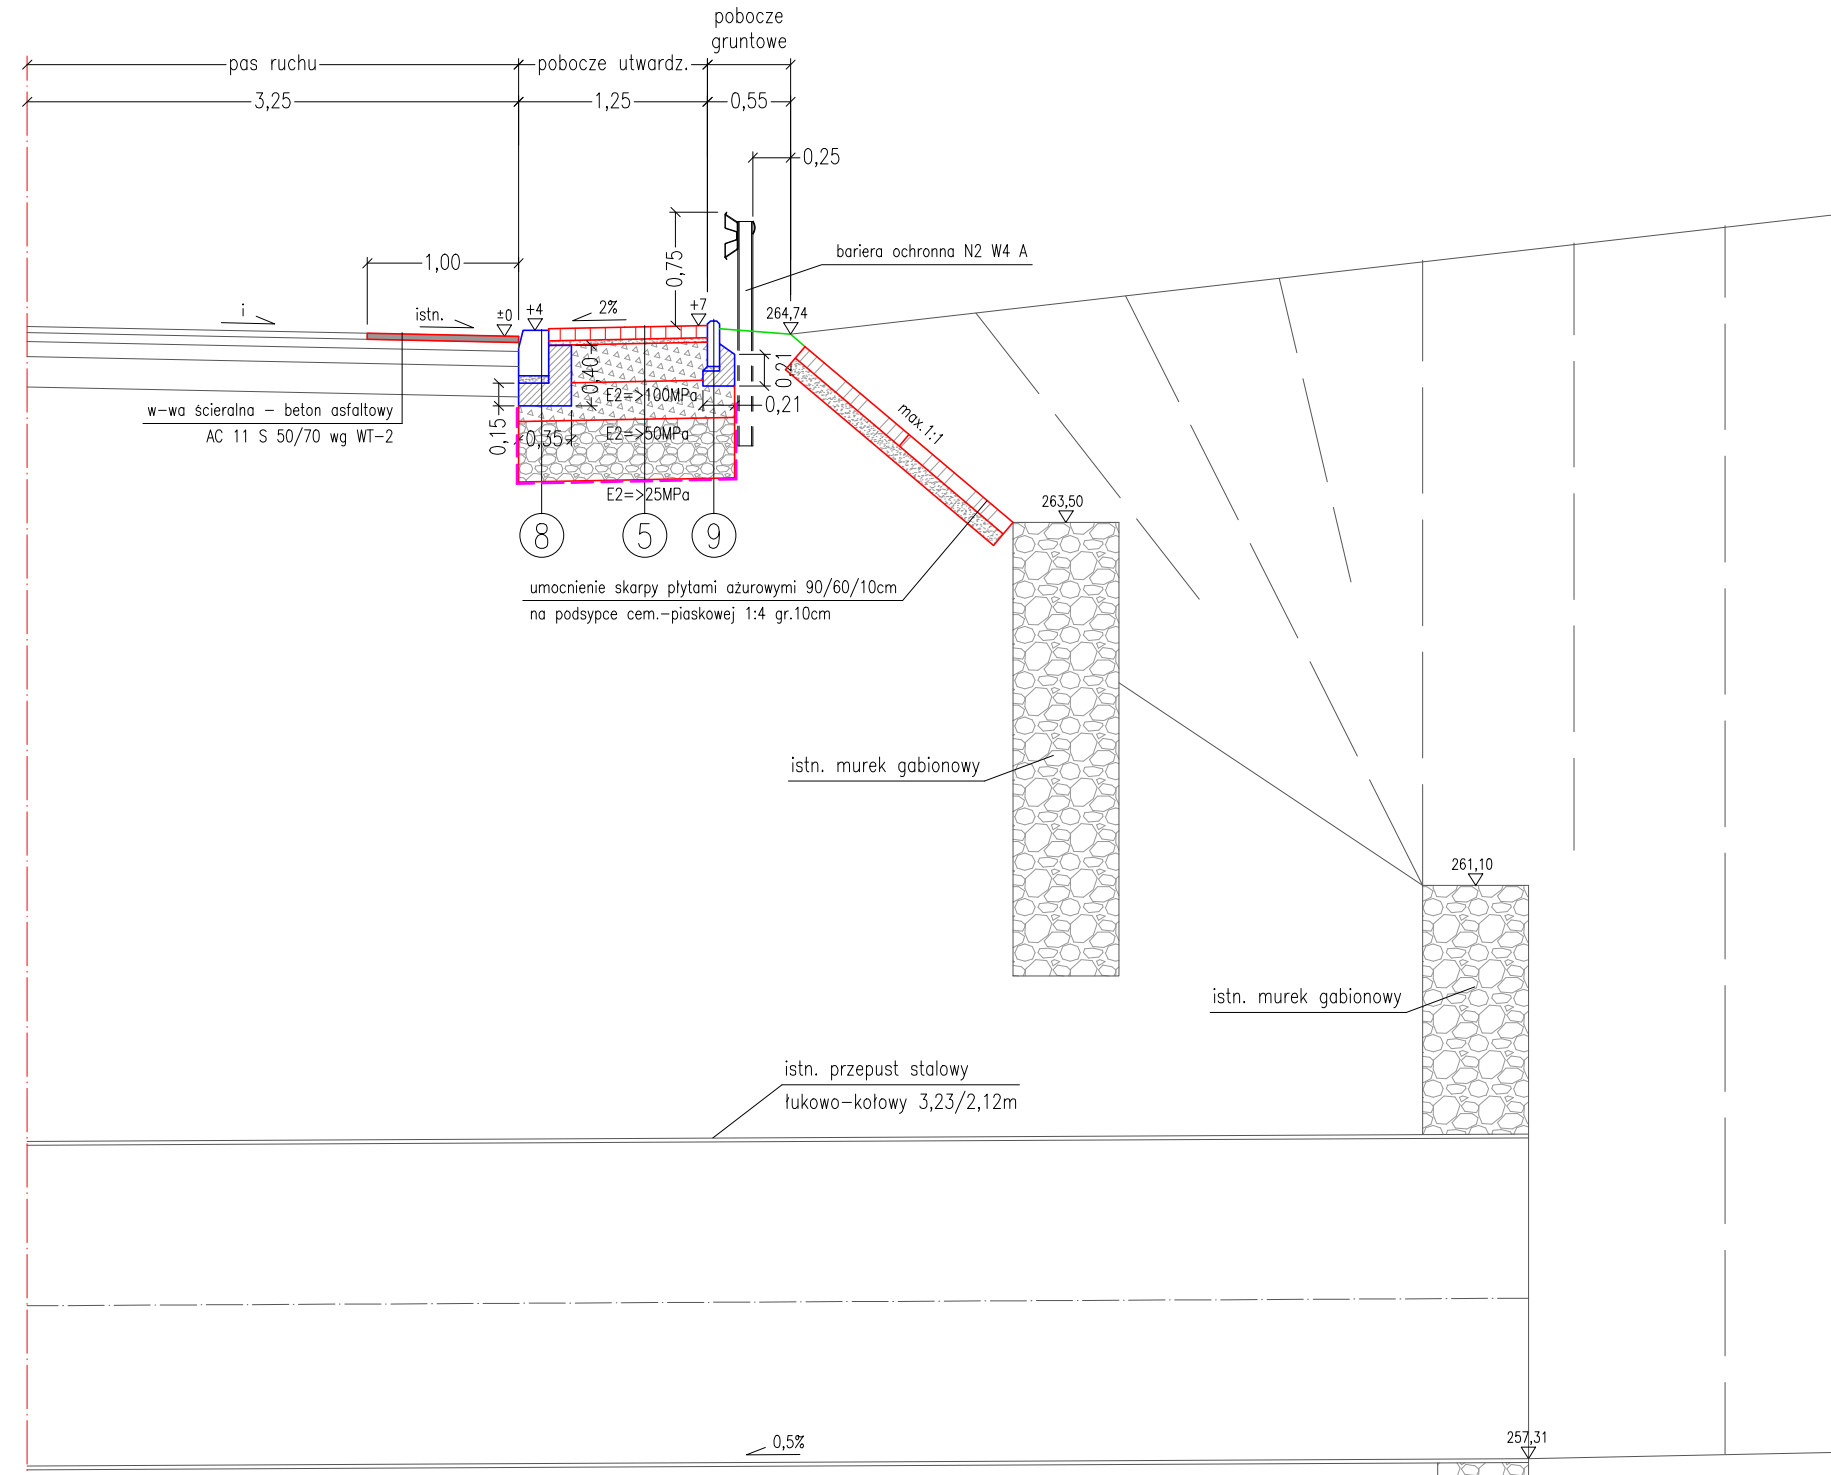 pobocze
gruntowe
pas ruchu
pobocze utwardz.
3,25
1,25
0,55
0,25
bariera ochronna N2 W4 A
0,75
1,00
i
istn.
±0
+4
2%
+7
264,74
0,40
0,21
E2=>100MPa
0,21
max.1:1
w-wa ścieralna – beton asfaltowy
AC 11 S 50/70 wg WT-2
0,15
0,35
E2=>50MPa
E2=>25MPa
8
5
9
263,50
umocnienie skarpy płytami ażurowymi 90/60/10cm
na podsypce cem.-piaskowej 1:4 gr.10cm
istn. murek gabionowy
261,10
istn. murek gabionowy
istn. przepust stalowy
łukowo-kołowy 3,23/2,12m
0,5%
257,31